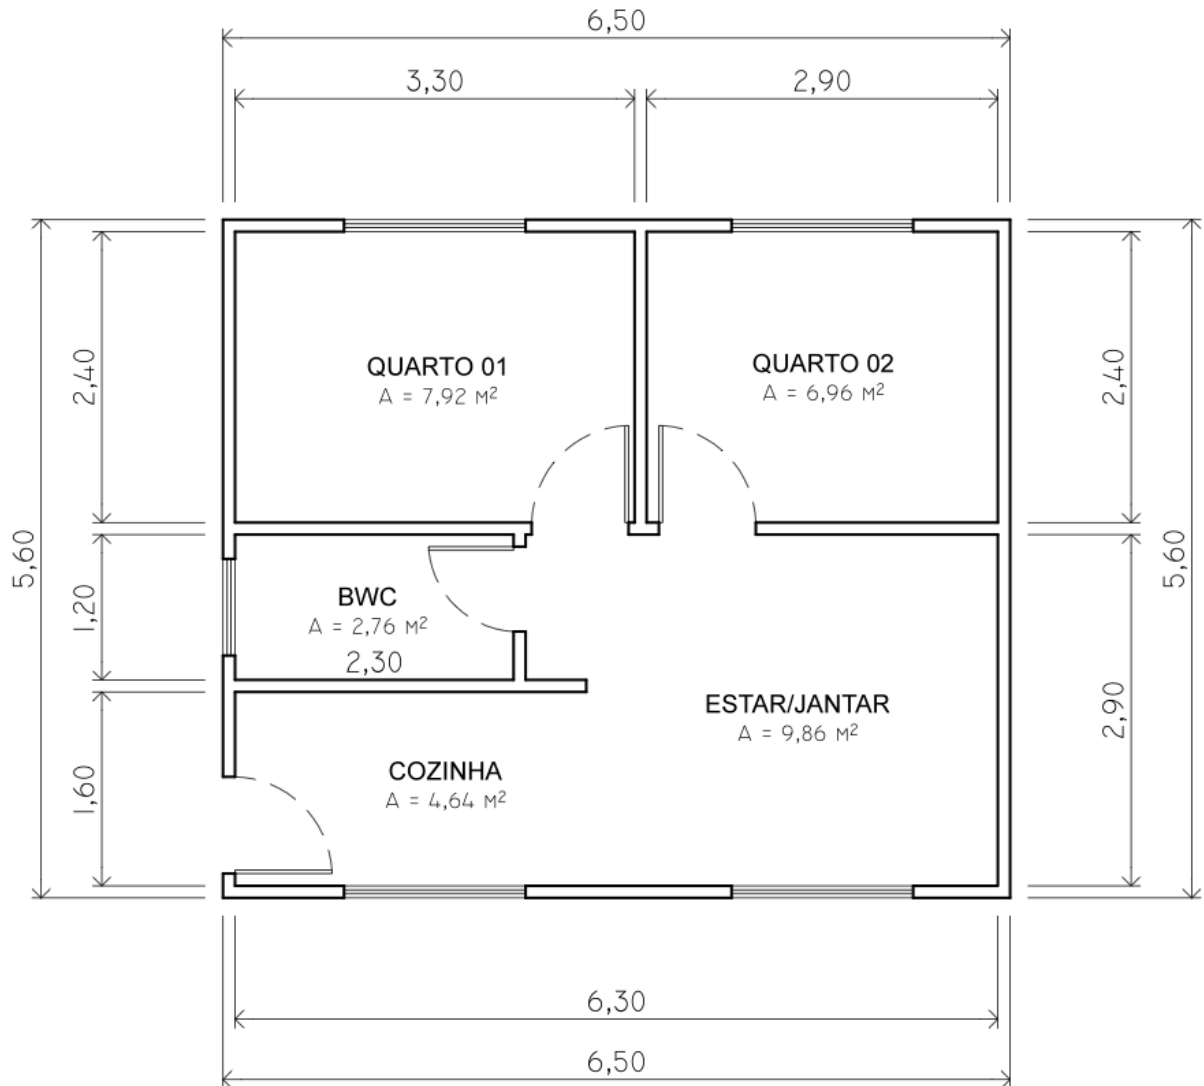 6,50
3,30
2,90
QUARTO 01
A = 7,92 M²
QUARTO 02
A = 6,96 M²
2,40
2,40
5,60
5,60
BWC
A = 2,76 M²
2,30
1,20
ESTAR/JANTAR
A = 9,86 M²
2,90
COZINHA
A = 4,64 M²
1,60
6,30
6,50